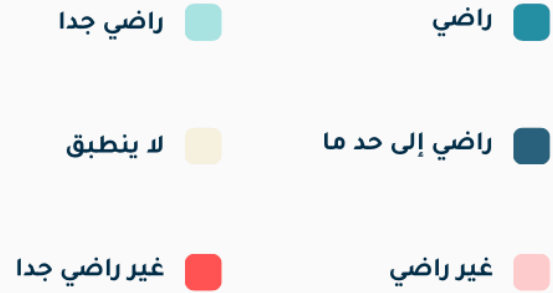 راضي
راضي جدا
راضي إلى حد ما
لا ينطبق
غير راضي
غير راضي جدا